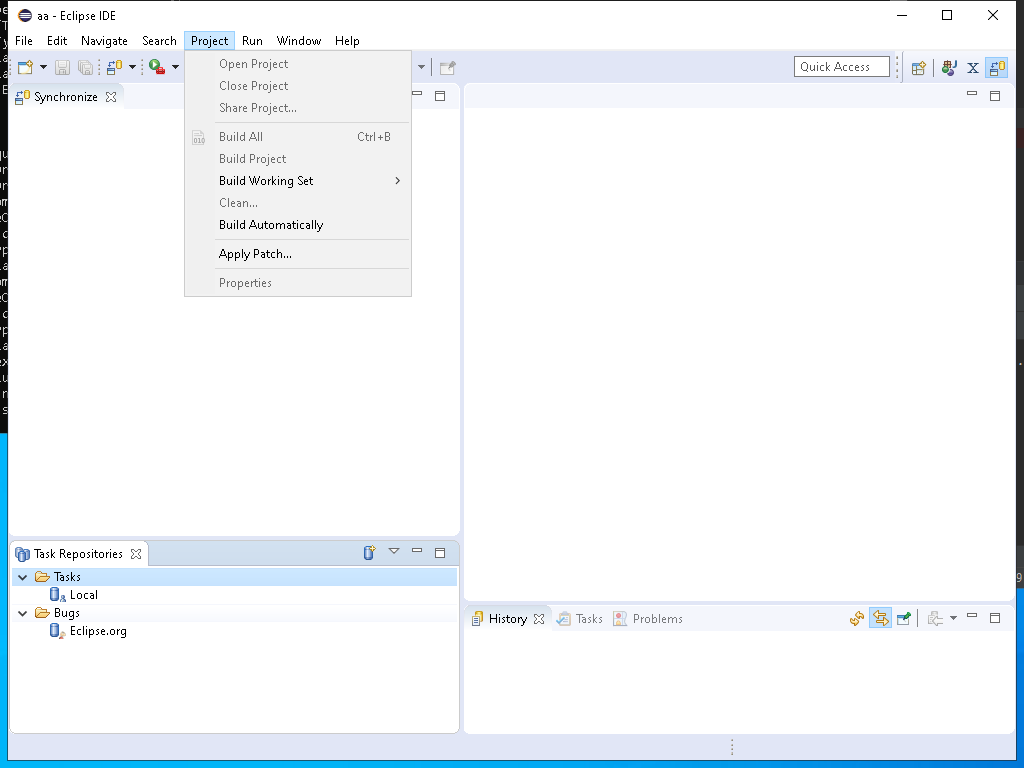 aa - Eclipse IDE
File Edit Navigate Search Project Run Window Help
Quick Access
Synchronize
Open Project
Close Project
Share Project...
Build All Ctrl+B
Build Project
Build Working Set
Clean...
Build Automatically
Apply Patch...
Properties
Task Repositories
Tasks
Local
Bugs
Eclipse.org
History Tasks Problems